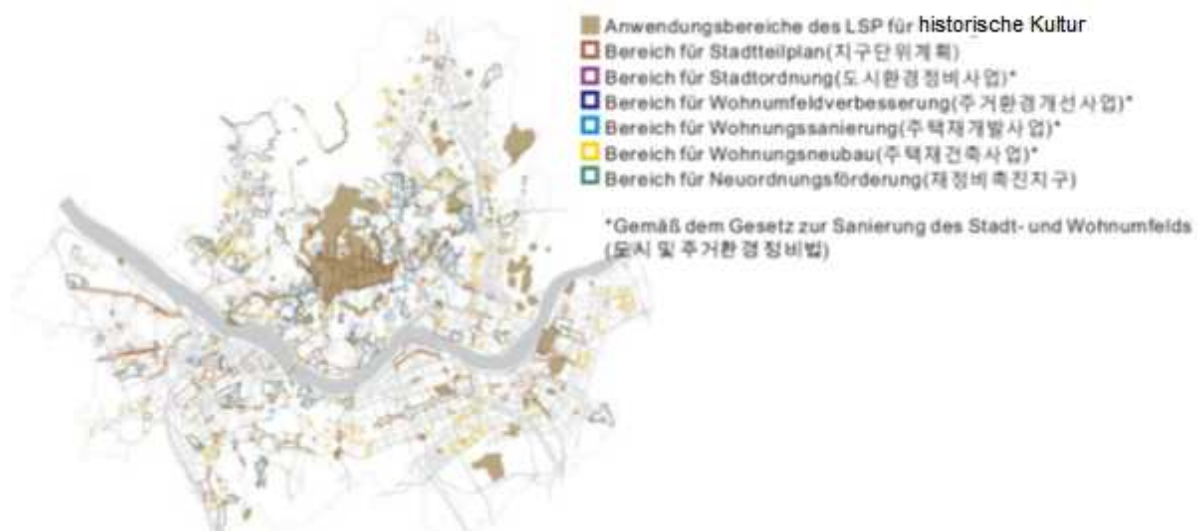 Anwendungsbereiche des LSP für historische Kultur
Bereich für Stadtteilplan(지구단위계획)
Bereich für Stadtordnung(도시환경정비사업)*
Bereich für Wohnumfeldverbesserung(주거환경개선사업)*
Bereich für Wohnungssanierung(주택재개발사업)*
Bereich für Wohnungsneubau(주택재건축사업)*
Bereich für Neuordnungsförderung(재정비촉진지구)
*Gemäß dem Gesetz zur Sanierung des Stadt- und Wohnumfelds
(도시 및 주거환경정비법)